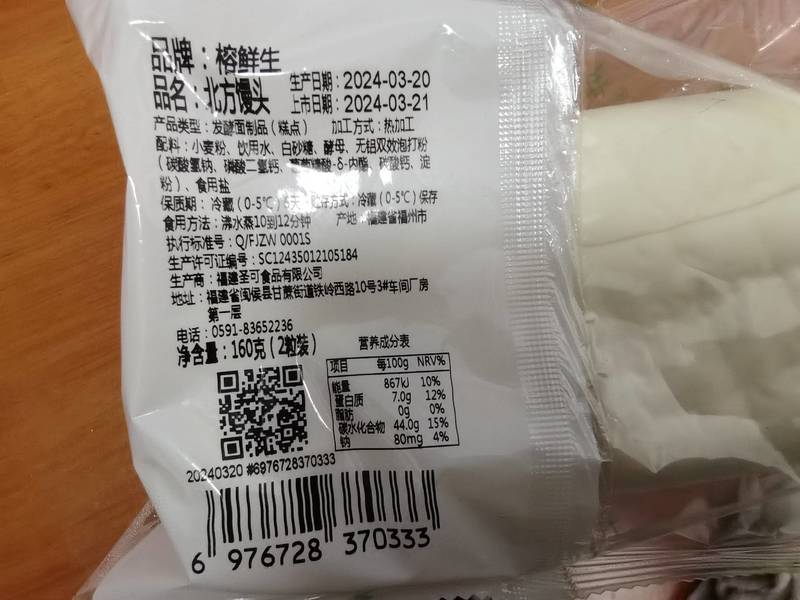 品牌：榕鲜生
品名：北方馒头
生产日期：2024-03-20
上市日期：2024-03-21
产品类型：发酵面制品（糕点） 加工方式：热加工
配料：小麦粉、饮用水、白砂糖、酵母、无铝双效泡打粉
（碳酸氢钠、磷酸二氢钙、葡萄糖酸-δ-内酯、碳酸钙、淀
粉）、食用盐
保质期：冷藏（0-5℃）6天 贮存方式：冷藏（0-5℃）保存
食用方法：沸水蒸10到12分钟 产地：福建省福州市
执行标准号：Q/FJZW 0001S
生产许可证编号：SC12435012105184
生产商：福建圣可食品有限公司
地址：福建省闽侯县甘蔗街道铁岭西路10号3#车间厂房
第一层
电话：0591-83652236
净含量：160克（2粒装）
营养成分表
项目 每100g NRV%
能量 867kJ 10%
蛋白质 7.0g 12%
脂肪 0g 0%
碳水化合物 44.0g 15%
钠 80mg 4%
20240320 #6976728370333
6 976728 370333